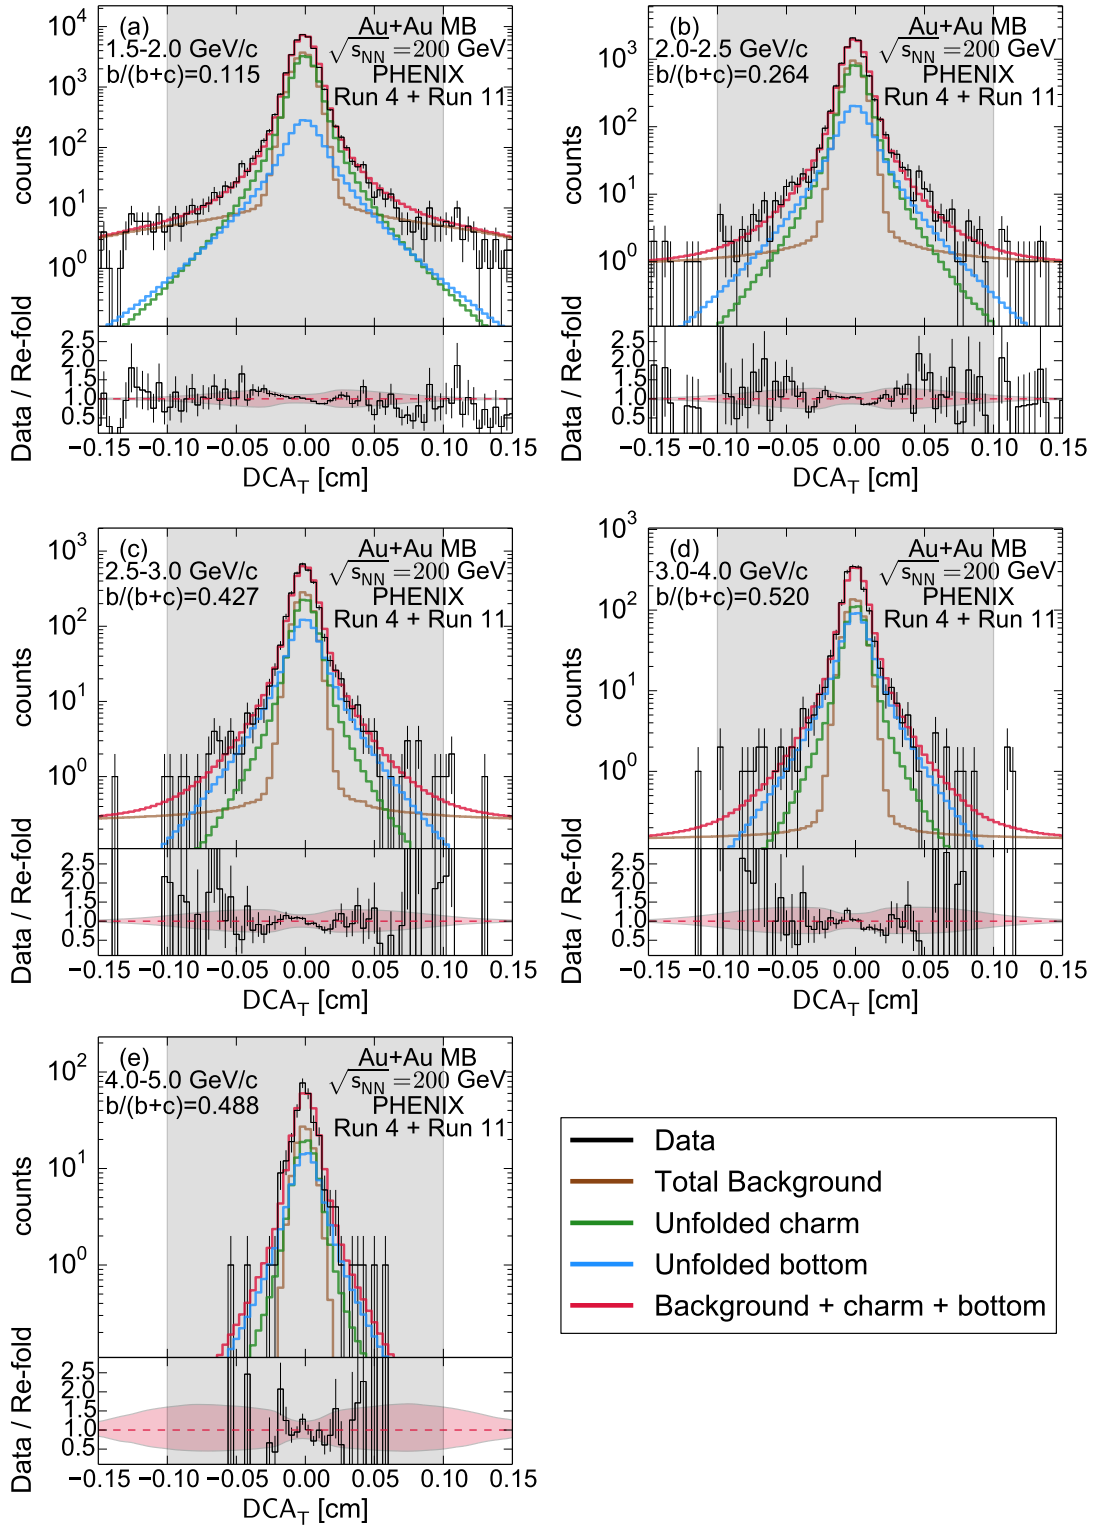 (a)
Au+Au MB
1.5-2.0 GeV/c
√s_NN = 200 GeV
b/(b+c)=0.115
PHENIX
Run 4 + Run 11
10^4
10^3
10^2
10^1
10^0
counts
2.5
2.0
1.5
1.0
0.5
Data / Re-fold
−0.15 −0.10 −0.05 0.00 0.05 0.10 0.15
DCA_T [cm]
(b)
Au+Au MB
2.0-2.5 GeV/c
√s_NN = 200 GeV
b/(b+c)=0.264
PHENIX
Run 4 + Run 11
10^3
10^2
10^1
10^0
counts
2.5
2.0
1.5
1.0
0.5
Data / Re-fold
−0.15 −0.10 −0.05 0.00 0.05 0.10 0.15
DCA_T [cm]
(c)
Au+Au MB
2.5-3.0 GeV/c
√s_NN = 200 GeV
b/(b+c)=0.427
PHENIX
Run 4 + Run 11
10^3
10^2
10^1
10^0
counts
2.5
2.0
1.5
1.0
0.5
Data / Re-fold
−0.15 −0.10 −0.05 0.00 0.05 0.10 0.15
DCA_T [cm]
(d)
Au+Au MB
3.0-4.0 GeV/c
√s_NN = 200 GeV
b/(b+c)=0.520
PHENIX
Run 4 + Run 11
10^3
10^2
10^1
10^0
counts
2.5
2.0
1.5
1.0
0.5
Data / Re-fold
−0.15 −0.10 −0.05 0.00 0.05 0.10 0.15
DCA_T [cm]
(e)
Au+Au MB
4.0-5.0 GeV/c
√s_NN = 200 GeV
b/(b+c)=0.488
PHENIX
Run 4 + Run 11
10^2
10^1
10^0
counts
2.5
2.0
1.5
1.0
0.5
Data / Re-fold
−0.15 −0.10 −0.05 0.00 0.05 0.10 0.15
DCA_T [cm]
Data
Total Background
Unfolded charm
Unfolded bottom
Background + charm + bottom